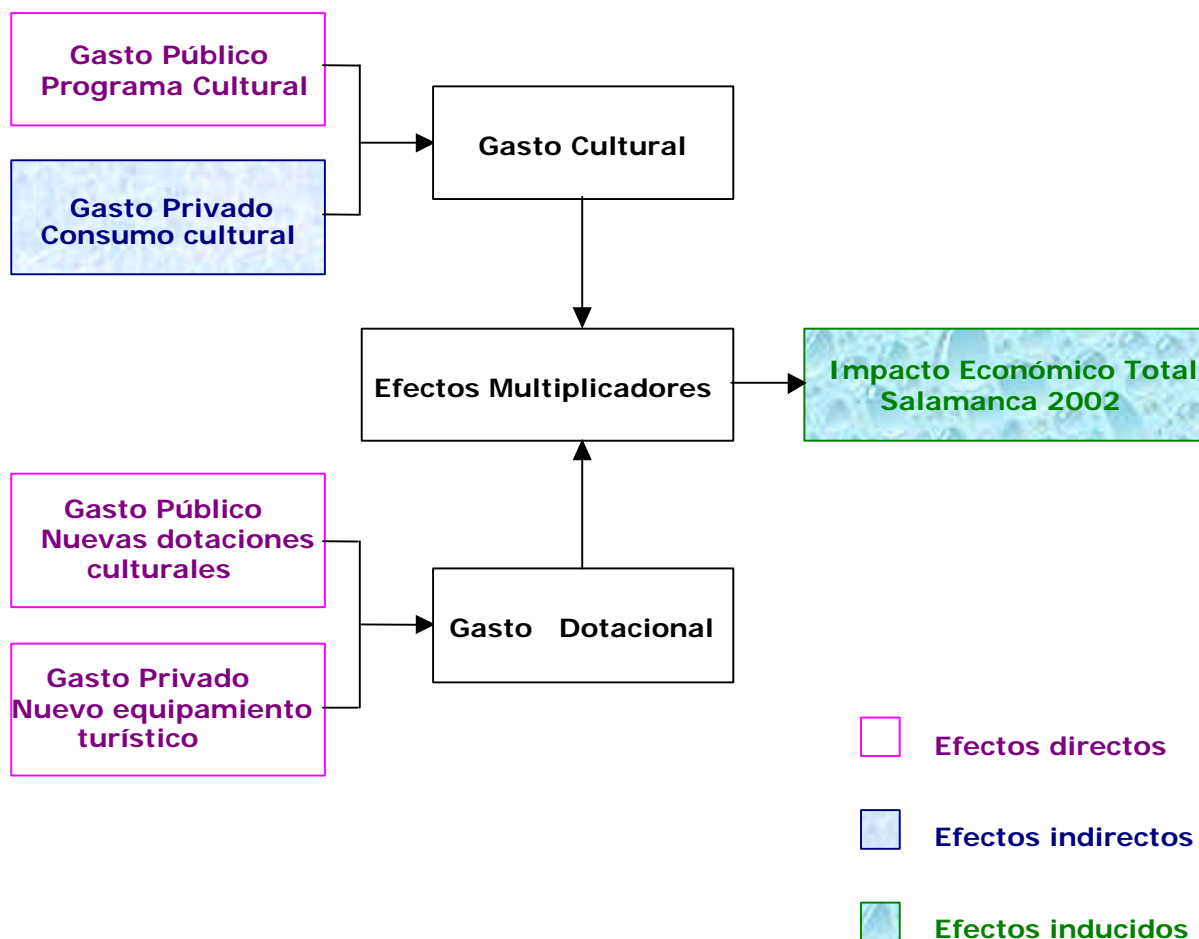 Gasto Público
Programa Cultural
Gasto Privado
Consumo cultural
Gasto Cultural
Efectos Multiplicadores
Impacto Económico Total
Salamanca 2002
Gasto Público
Nuevas dotaciones
culturales
Gasto Privado
Nuevo equipamiento
turístico
Gasto Dotacional
Efectos directos
Efectos indirectos
Efectos inducidos